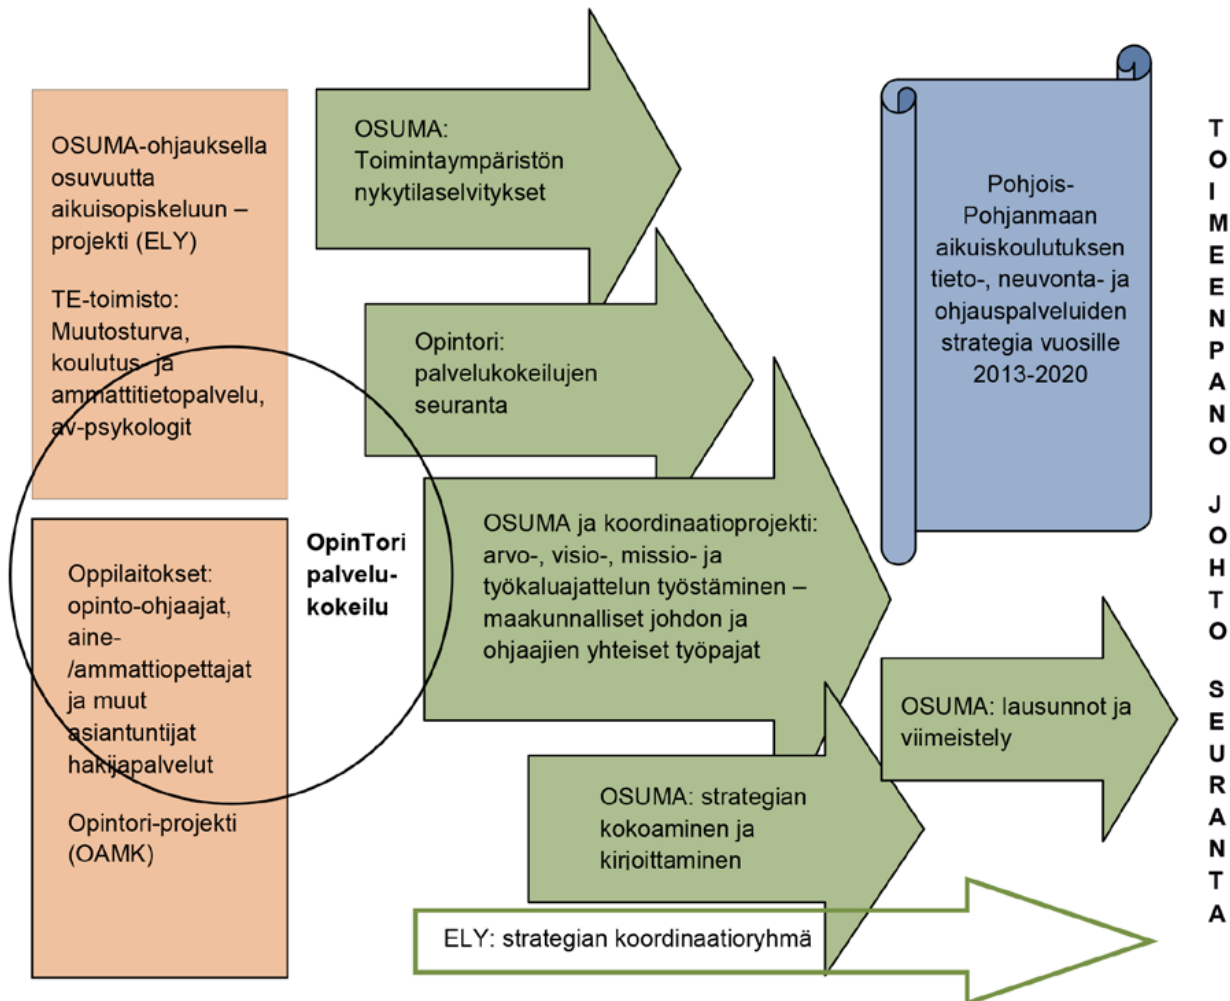 OSUMA-ohjauksella
osuvuutta
aikuisopiskeluun –
projekti (ELY)
TE-toimisto:
Muutosturva,
koulutus- ja
ammattitietopalvelu,
av-psykologit
Oppilaitokset:
opinto-ohjaajat,
aine-
/ammattiopettajat
ja muut
asiantuntijat
hakijapalvelut
Opintori-projekti
(OAMK)
OpinTori
palvelu-
kokeilu
OSUMA:
Toimintaympäristön
nykytilaselvitykset
Opintori:
palvelukokeilujen
seuranta
OSUMA ja koordinaatioprojekti:
arvo-, visio-, missio- ja
työkaluajattelun työstäminen –
maakunnalliset johdon ja
ohjaajien yhteiset työpajat
OSUMA: strategian
kokoaminen ja
kirjoittaminen
ELY: strategian koordinaatioryhmä
OSUMA: lausunnot ja
viimeistely
Pohjois-
Pohjanmaan
aikuiskoulutuksen
tieto-, neuvonta- ja
ohjauspalveluiden
strategia vuosille
2013-2020
TOIMEENPANO JOHTO SEURANTA